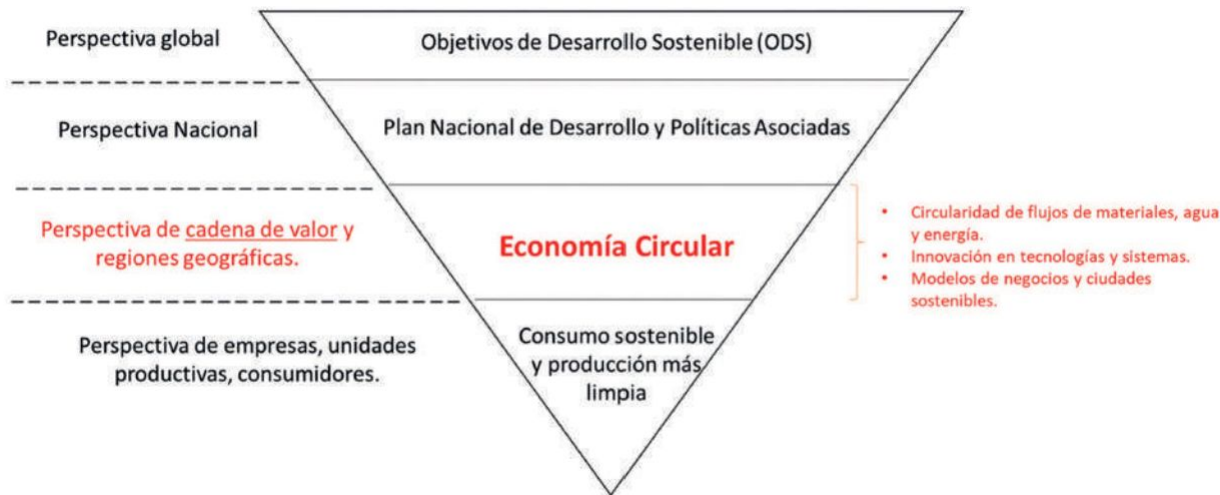 Perspectiva global
Objetivos de Desarrollo Sostenible (ODS)
Perspectiva Nacional
Plan Nacional de Desarrollo y Políticas Asociadas
Perspectiva de cadena de valor y
regiones geográficas.
Economía Circular
• Circularidad de flujos de materiales, agua
y energía.
• Innovación en tecnologías y sistemas.
• Modelos de negocios y ciudades
sostenibles.
Perspectiva de empresas, unidades
productivas, consumidores.
Consumo sostenible
y producción más
limpia